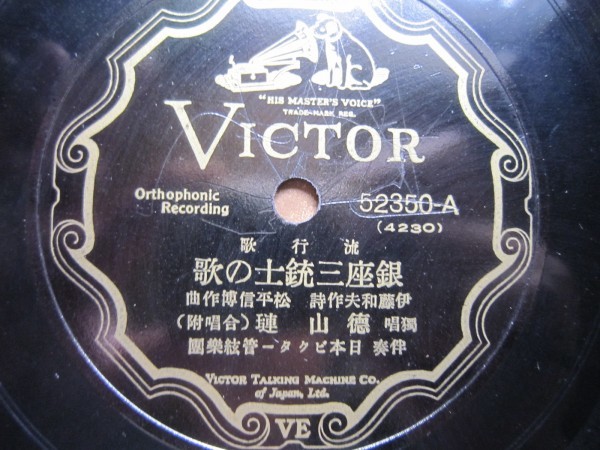 "HIS MASTER'S VOICE"
TRADE-MARK REG.
VICTOR
Orthophonic
Recording
52350-A
(4230)
流行歌
銀座三銃士の歌
伊藤和夫作詩 松平信博作曲
獨唱 德山璉(合唱附)
伴奏 日本ビクター管絃樂團
VICTOR TALKING MACHINE CO.
of Japan, Ltd.
VE